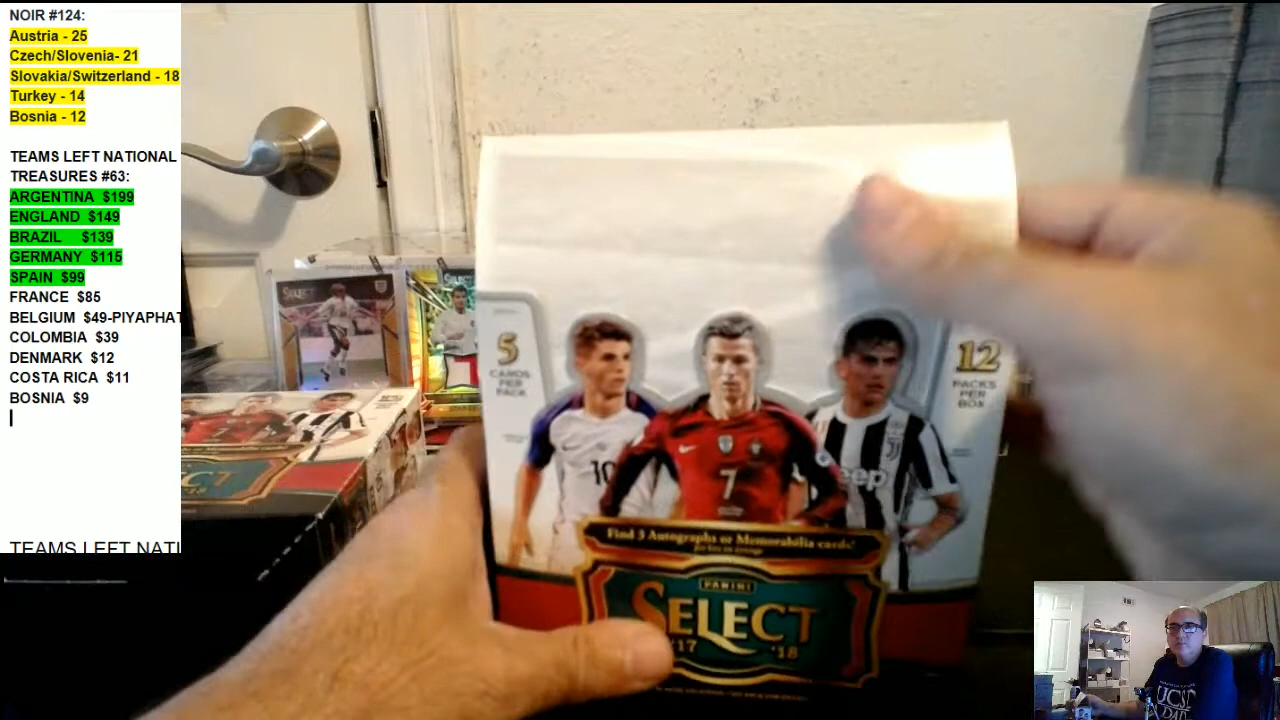 NOIR #124:
Austria - 25
Czech/Slovenia- 21
Slovakia/Switzerland - 18
Turkey - 14
Bosnia - 12
TEAMS LEFT NATIONAL
TREASURES #63:
ARGENTINA $199
ENGLAND $149
BRAZIL $139
GERMANY $115
SPAIN $99
FRANCE $85
BELGIUM $49-PIYAPHAT
COLOMBIA $39
DENMARK $12
COSTA RICA $11
BOSNIA $9
TEAMS LEFT NATI
SELECT
5
CARDS
PER
PACK
12
PACKS
PER
BOX
10
7
Jeep
Find 3 Autographs or Memorabilia cards!
PANINI
SELECT
17 '18
UCSD